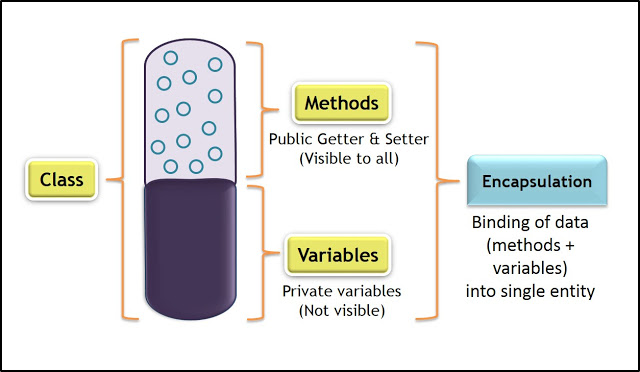 Class
Methods
Public Getter & Setter
(Visible to all)
Variables
Private variables
(Not visible)
Encapsulation
Binding of data
(methods +
variables)
into single entity